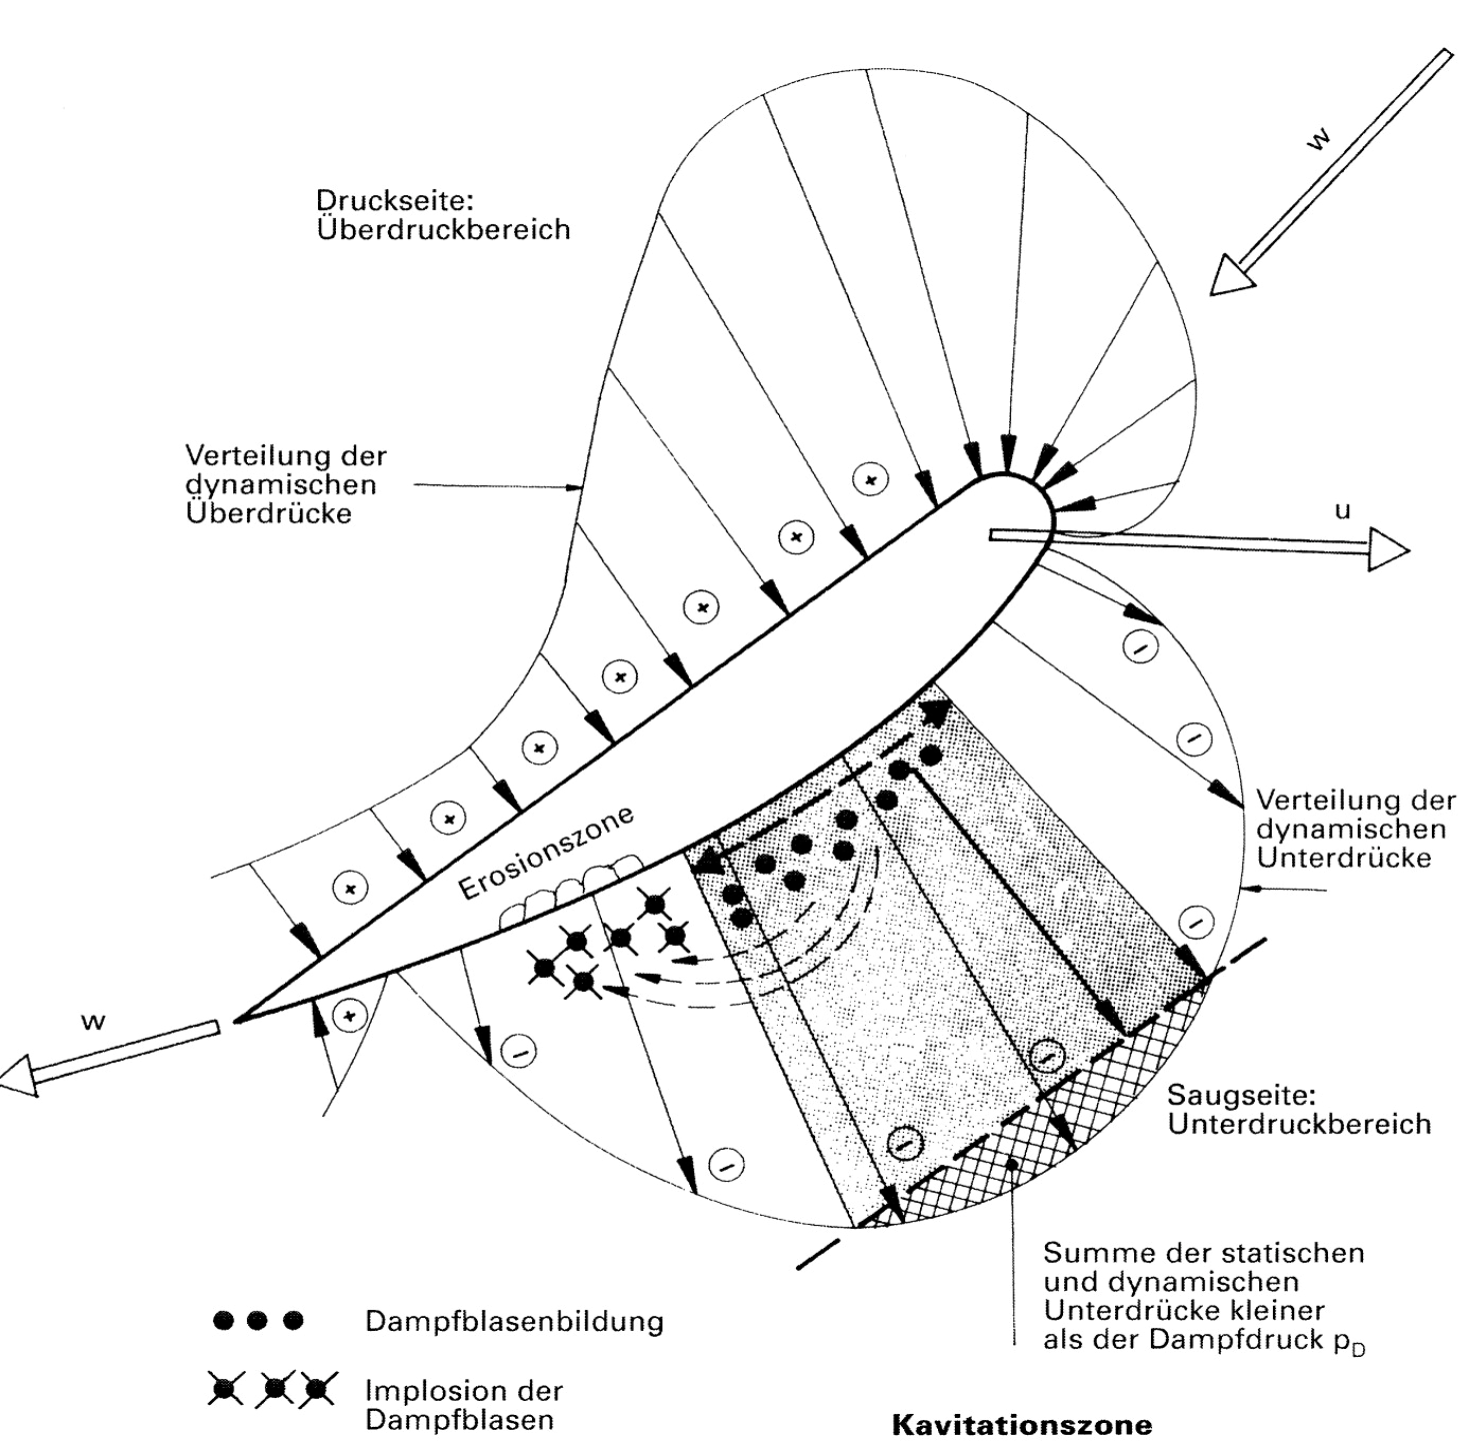 w
Druckseite:
Überdruckbereich
Verteilung der
dynamischen
Überdrücke
u
Verteilung der
dynamischen
Unterdrücke
Erosionszone
w
Saugseite:
Unterdruckbereich
Summe der statischen
und dynamischen
Unterdrücke kleiner
als der Dampfdruck p_D
Dampfblasenbildung
Implosion der
Dampfblasen
Kavitationszone